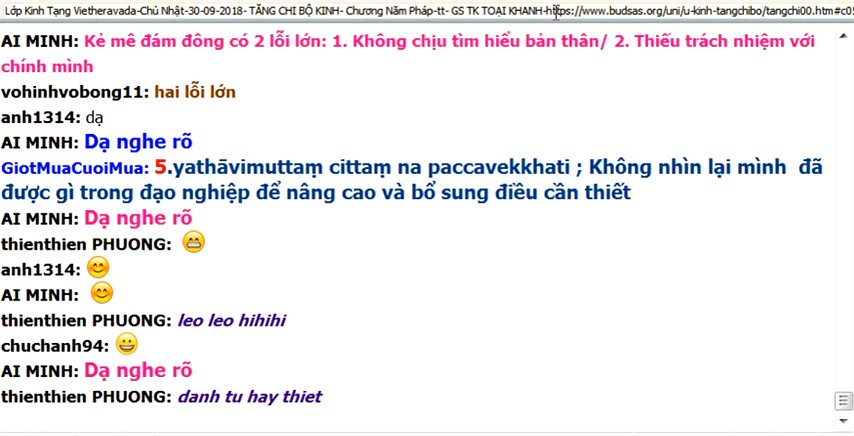 Lớp Kinh Tạng Vietheravada-Chủ Nhật-30-09-2018- TĂNG CHI BỘ KINH- Chương Năm Pháp-tt- GS TK TOẠI KHANH-https://www.budsas.org/uni/u-kinh-tangchibo/tangchi00.htm#c05
AI MINH: Kẻ mê đám đông có 2 lỗi lớn: 1. Không chịu tìm hiểu bản thân/ 2. Thiếu trách nhiệm với
chính mình
vohinhvobong11: hai lỗi lớn
anh1314: dạ
AI MINH: Dạ nghe rõ
GiotMuaCuoiMua: 5.yathāvimuttaṃ cittaṃ na paccavekkhati ; Không nhìn lại mình đã
được gì trong đạo nghiệp để nâng cao và bổ sung điều cần thiết
AI MINH: Dạ nghe rõ
thienthien PHUONG: 😁
anh1314: 😊
AI MINH: 😊
thienthien PHUONG: leo leo hihihi
chuchanh94: 😀
AI MINH: Dạ nghe rõ
thienthien PHUONG: danh tu hay thiet